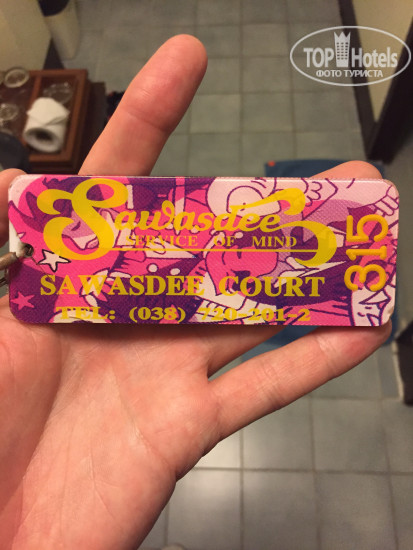 TOP Hotels
ФОТО ТУРИСТА
Sawasdee
SERVICE OF MIND
SAWASDEE COURT
TEL: (038) 720-201-2
315